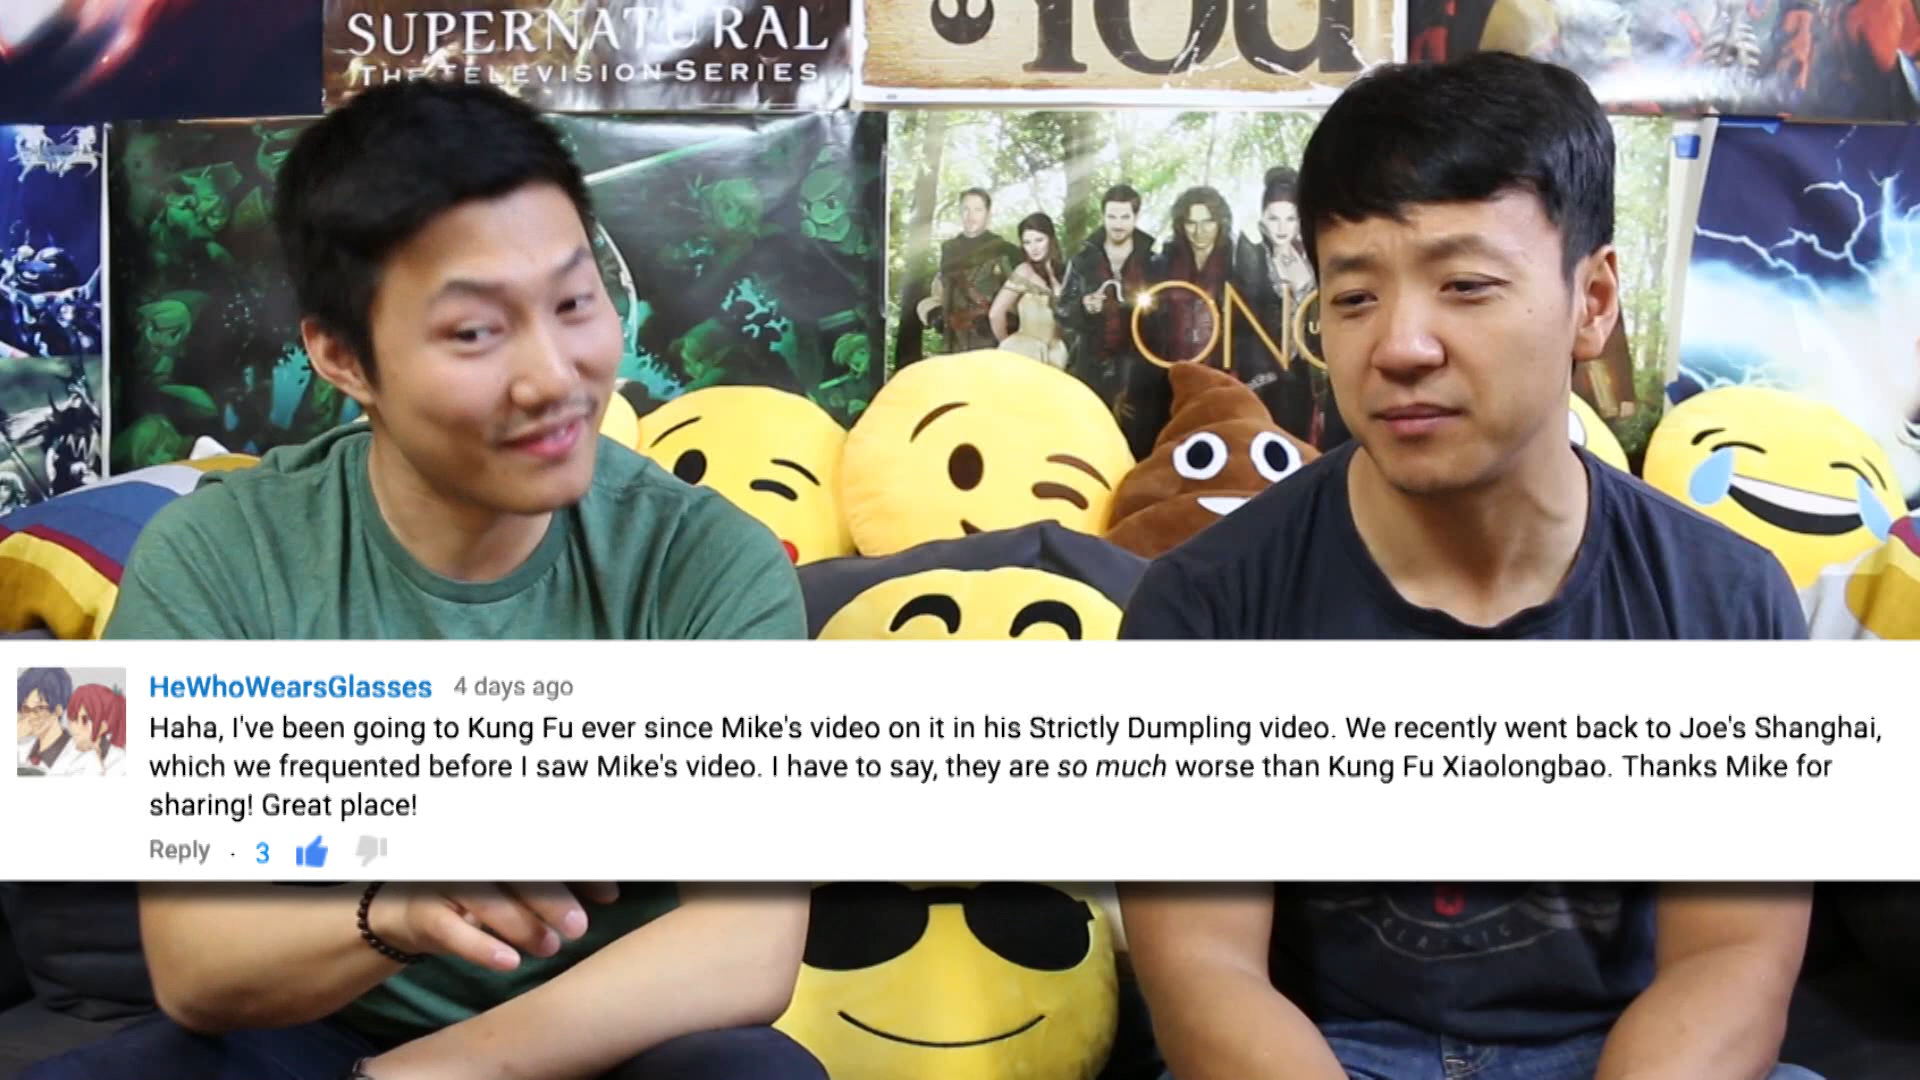 SUPERNATURAL
THE TELEVISION SERIES
YOU
ONC
U
HeWhoWearsGlasses 4 days ago
Haha, I've been going to Kung Fu ever since Mike's video on it in his Strictly Dumpling video. We recently went back to Joe's Shanghai,
which we frequented before I saw Mike's video. I have to say, they are so much worse than Kung Fu Xiaolongbao. Thanks Mike for
sharing! Great place!
Reply · 3
CLASSIC